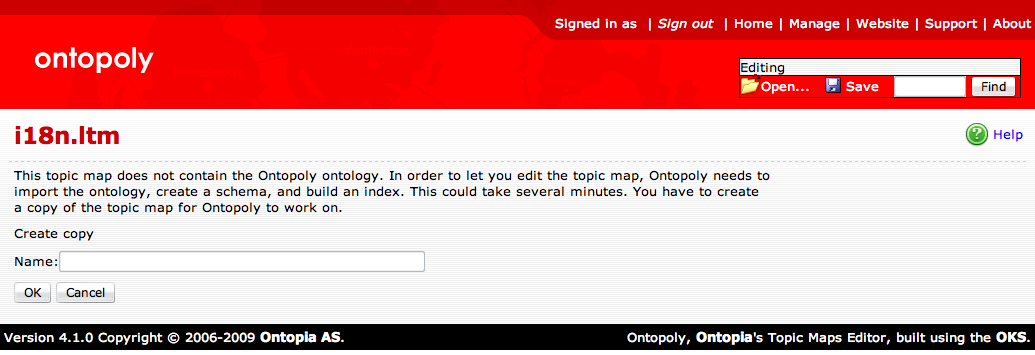 Signed in as | Sign out | Home | Manage | Website | Support | About
ontopoly
Editing
Open... Save Find
i18n.ltm
Help
This topic map does not contain the Ontopoly ontology. In order to let you edit the topic map, Ontopoly needs to
import the ontology, create a schema, and build an index. This could take several minutes. You have to create
a copy of the topic map for Ontopoly to work on.
Create copy
Name:
OK Cancel
Version 4.1.0 Copyright © 2006-2009 Ontopia AS.
Ontopoly, Ontopia's Topic Maps Editor, built using the OKS.